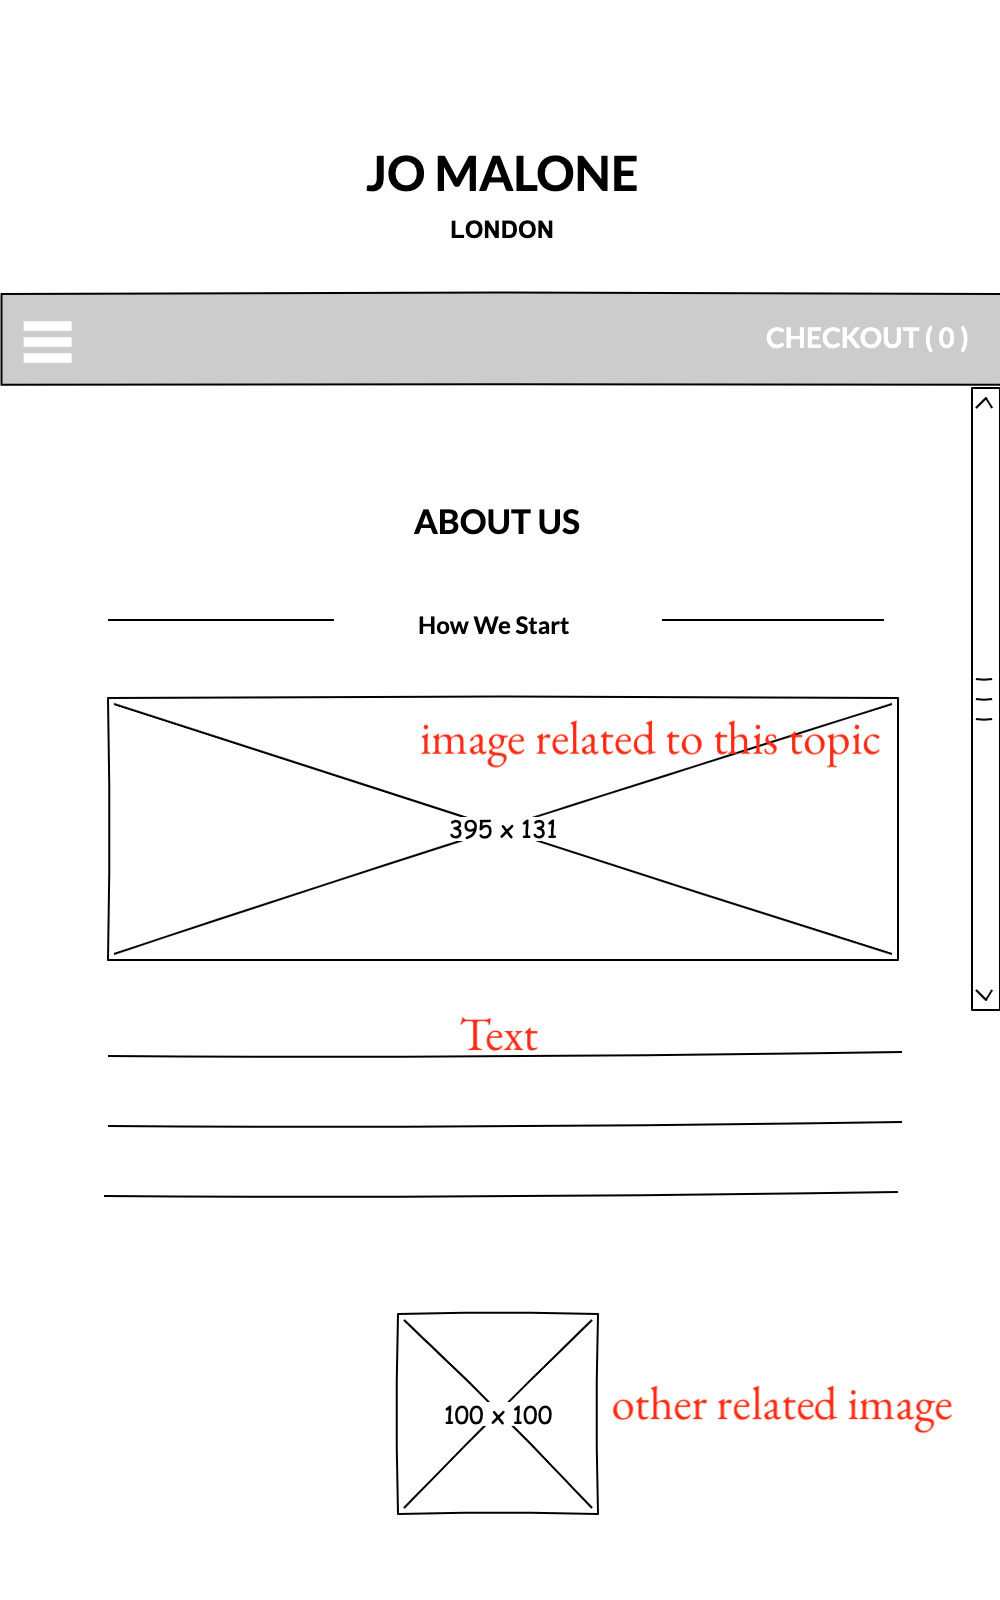 JO MALONE
LONDON
CHECKOUT ( 0 )
ABOUT US
How We Start
image related to this topic
395 x 131
Text
100 x 100
other related image